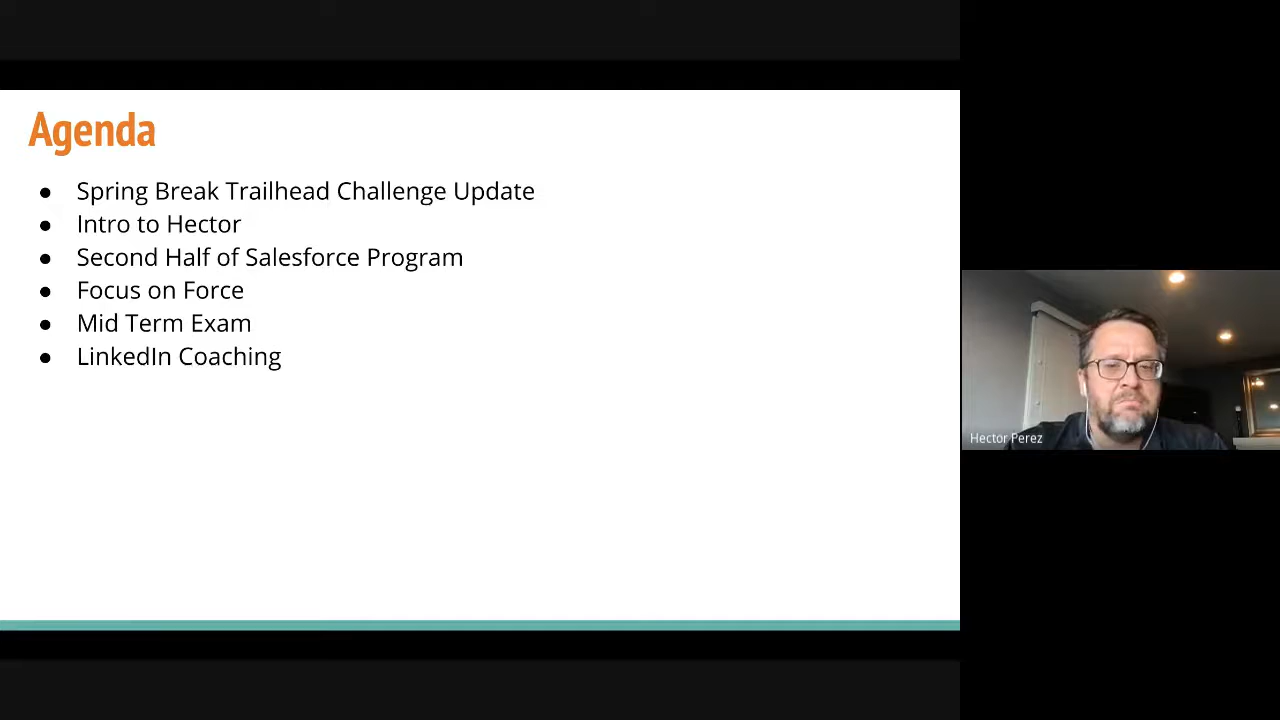 Agenda
● Spring Break Trailhead Challenge Update
● Intro to Hector
● Second Half of Salesforce Program
● Focus on Force
● Mid Term Exam
● LinkedIn Coaching
Hector Perez